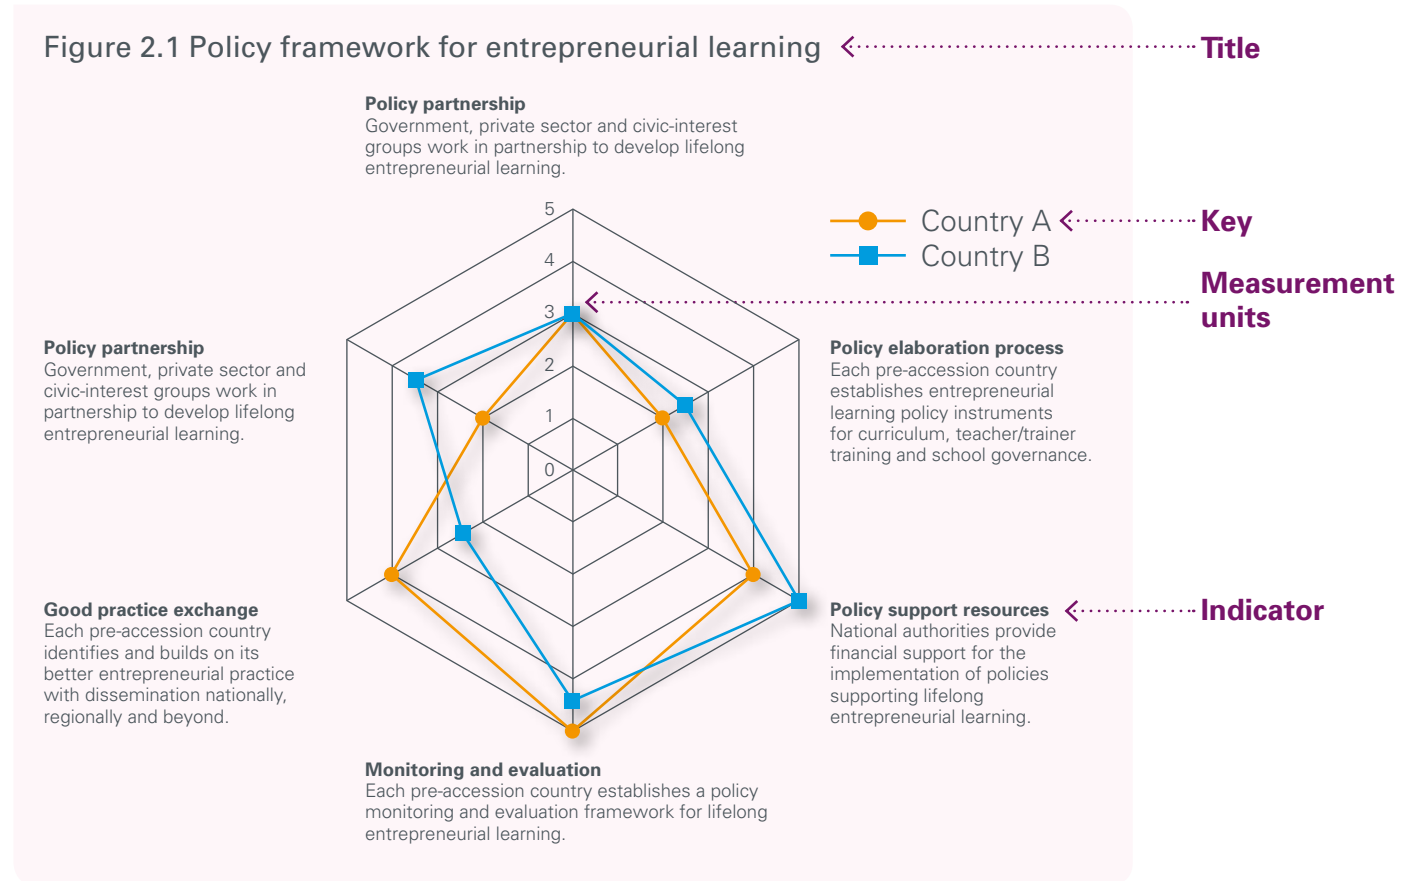 Figure 2.1 Policy framework for entrepreneurial learning
Title
Policy partnership
Government, private sector and civic-interest
groups work in partnership to develop lifelong
entrepreneurial learning.
Country A
Country B
Key
Measurement
units
5
4
3
2
1
0
Policy partnership
Government, private sector and
civic-interest groups work in
partnership to develop lifelong
entrepreneurial learning.
Policy elaboration process
Each pre-accession country
establishes entrepreneurial
learning policy instruments
for curriculum, teacher/trainer
training and school governance.
Good practice exchange
Each pre-accession country
identifies and builds on its
better entrepreneurial practice
with dissemination nationally,
regionally and beyond.
Policy support resources
National authorities provide
financial support for the
implementation of policies
supporting lifelong
entrepreneurial learning.
Indicator
Monitoring and evaluation
Each pre-accession country establishes a policy
monitoring and evaluation framework for lifelong
entrepreneurial learning.